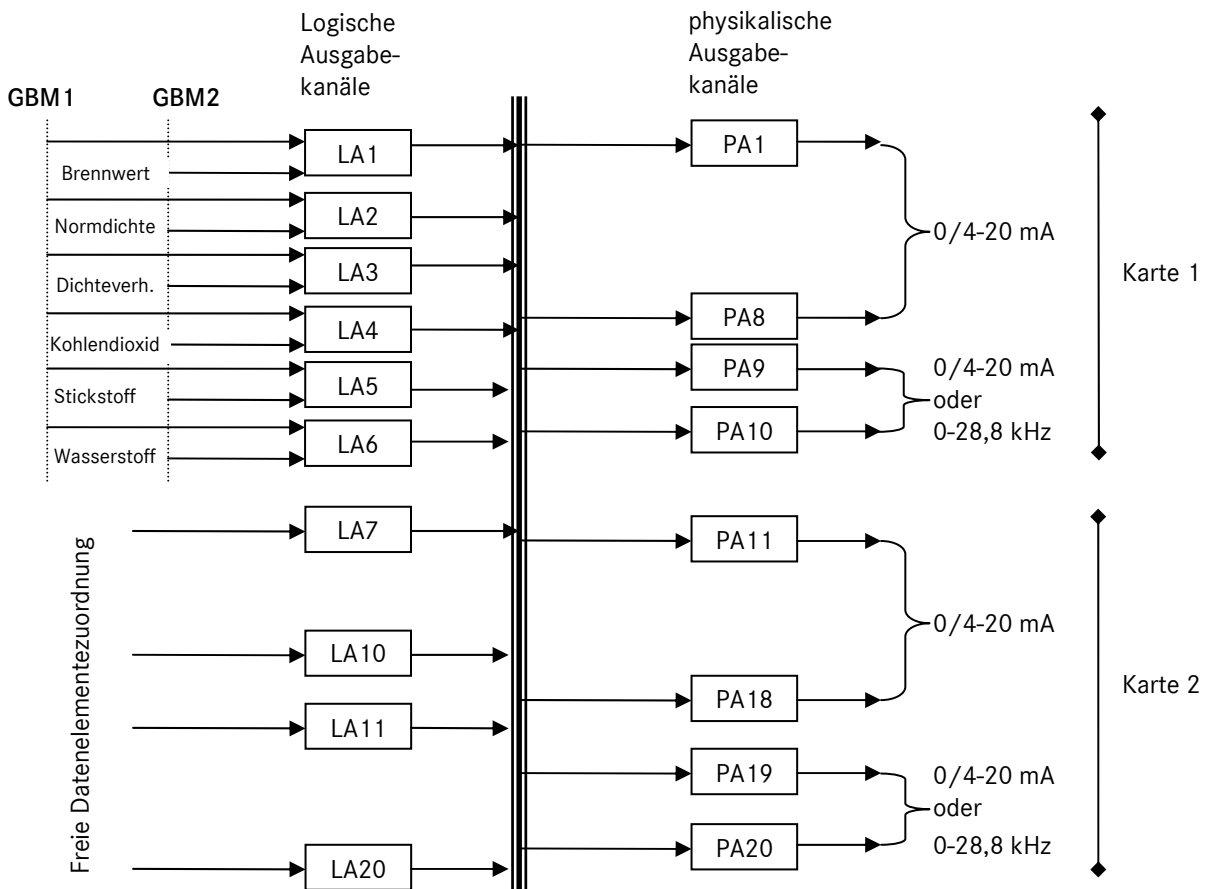 Logische
Ausgabe-
kanäle
physikalische
Ausgabe-
kanäle
GBM1
GBM2
LA1
PA1
Brennwert
LA2
Normdichte
0/4-20 mA
LA3
Dichteverh.
Karte 1
LA4
PA8
Kohlendioxid
LA5
PA9
0/4-20 mA
Stickstoff
oder
LA6
PA10
0-28,8 kHz
Wasserstoff
Freie Datenelementezuordnung
LA7
PA11
0/4-20 mA
LA10
PA18
Karte 2
LA11
PA19
0/4-20 mA
oder
PA20
0-28,8 kHz
LA20